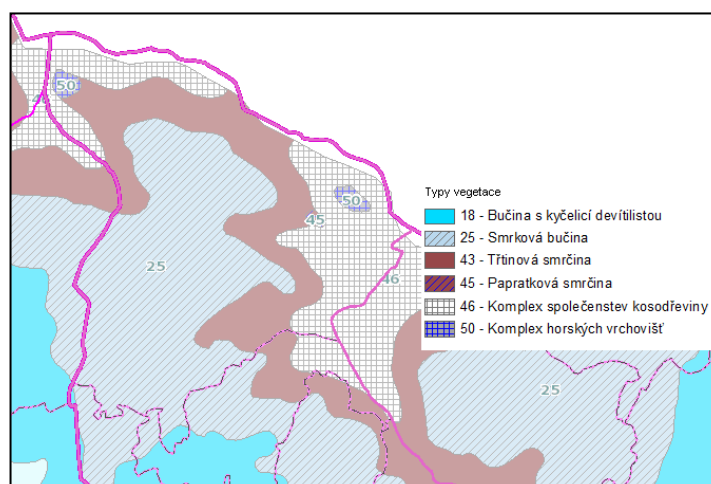 50
4
50
45
25
46
25
Typy vegetace
18 - Bučina s kyčelicí devítilistou
25 - Smrková bučina
43 - Třtinová smrčina
45 - Papratková smrčina
46 - Komplex společenstev kosodřeviny
50 - Komplex horských vrchovišť